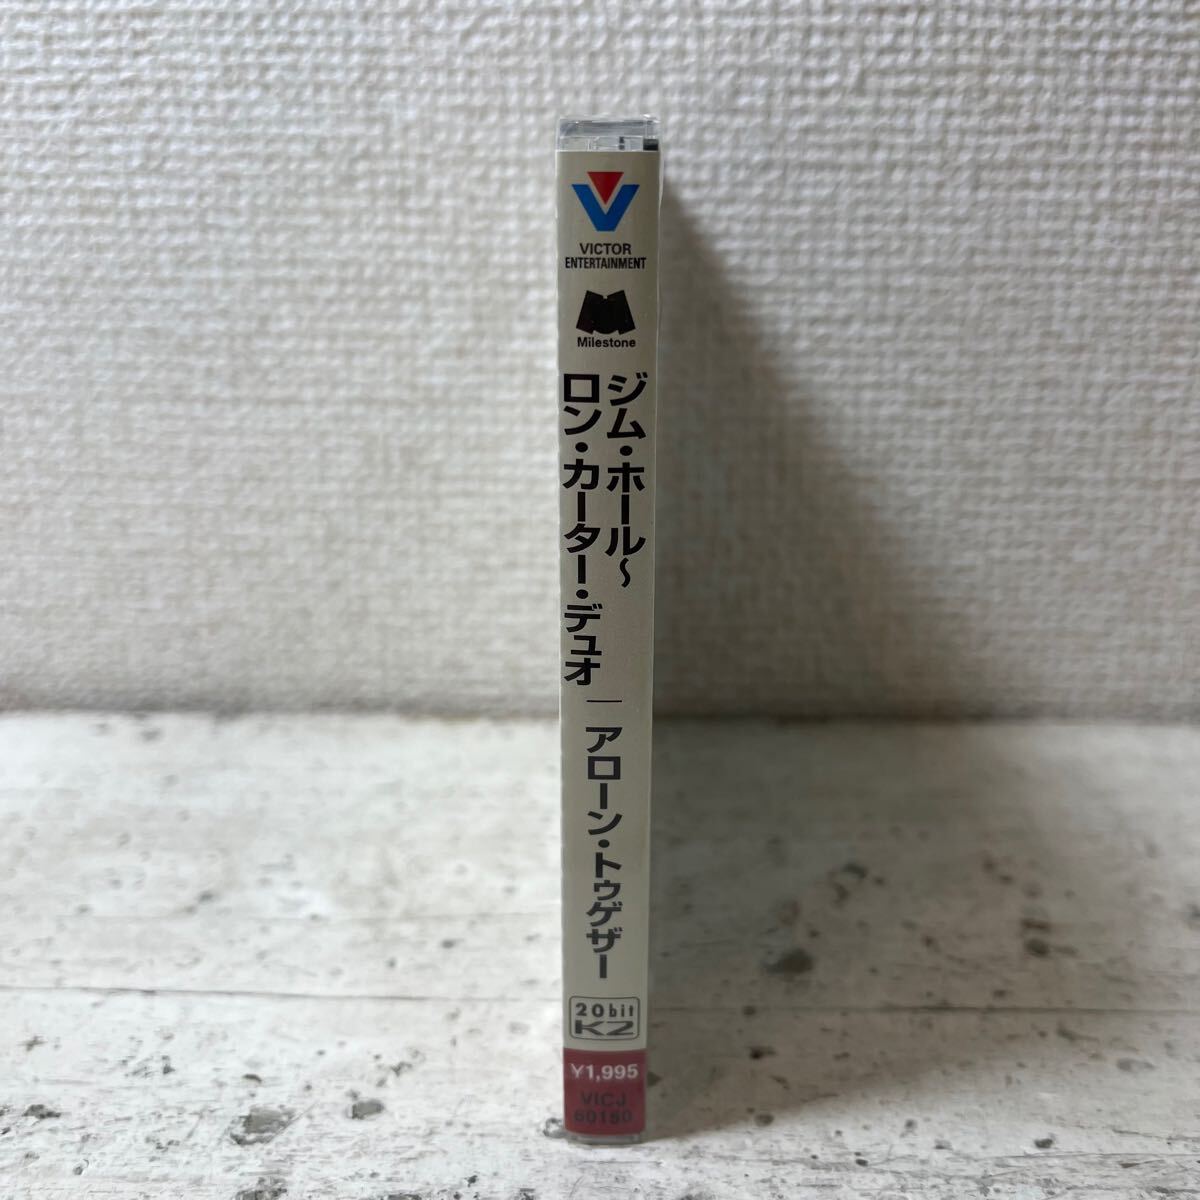 VICTOR
ENTERTAINMENT
Milestone
ジム・ホール～
ロン・カーター・デュオ
｜アローン・トゥゲザー
20bit
K2
¥1,995
VICJ
60160